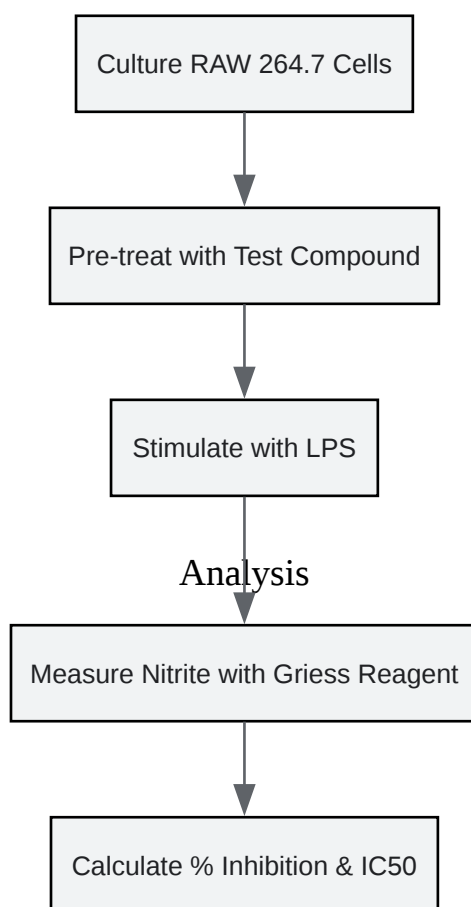 Culture RAW 264.7 Cells
Pre-treat with Test Compound
Stimulate with LPS
Analysis
Measure Nitrite with Griess Reagent
Calculate % Inhibition & IC50